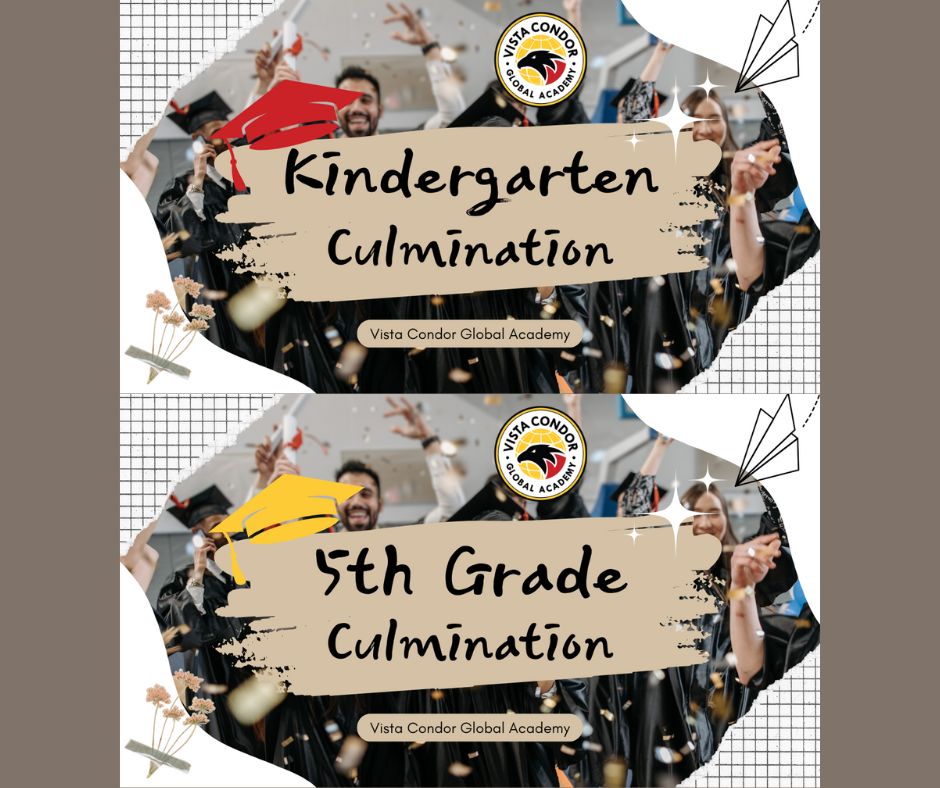 VISTA CONDOR
GLOBAL ACADEMY
Kindergarten
Culmination
Vista Condor Global Academy
VISTA CONDOR
GLOBAL ACADEMY
5th Grade
Culmination
Vista Condor Global Academy